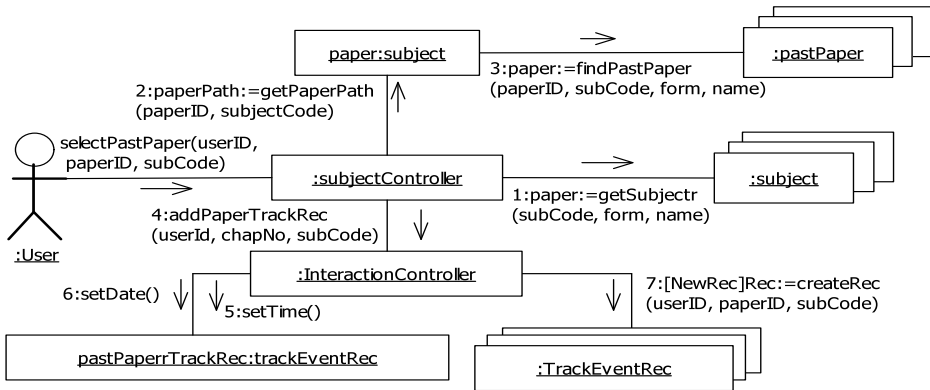 paper:subject
:pastPaper
3:paper:=findPastPaper
(paperID, subCode, form, name)
2:paperPath:=getPaperPath
(paperID, subjectCode)
selectPastPaper(userID,
paperID, subCode)
:subjectController
:subject
1:paper:=getSubjectr
(subCode, form, name)
4:addPaperTrackRec
(userId, chapNo, subCode)
:User
:InteractionController
7:[NewRec]Rec:=createRec
(userID, paperID, subCode)
6:setDate()
5:setTime()
pastPaperrTrackRec:trackEventRec
:TrackEventRec